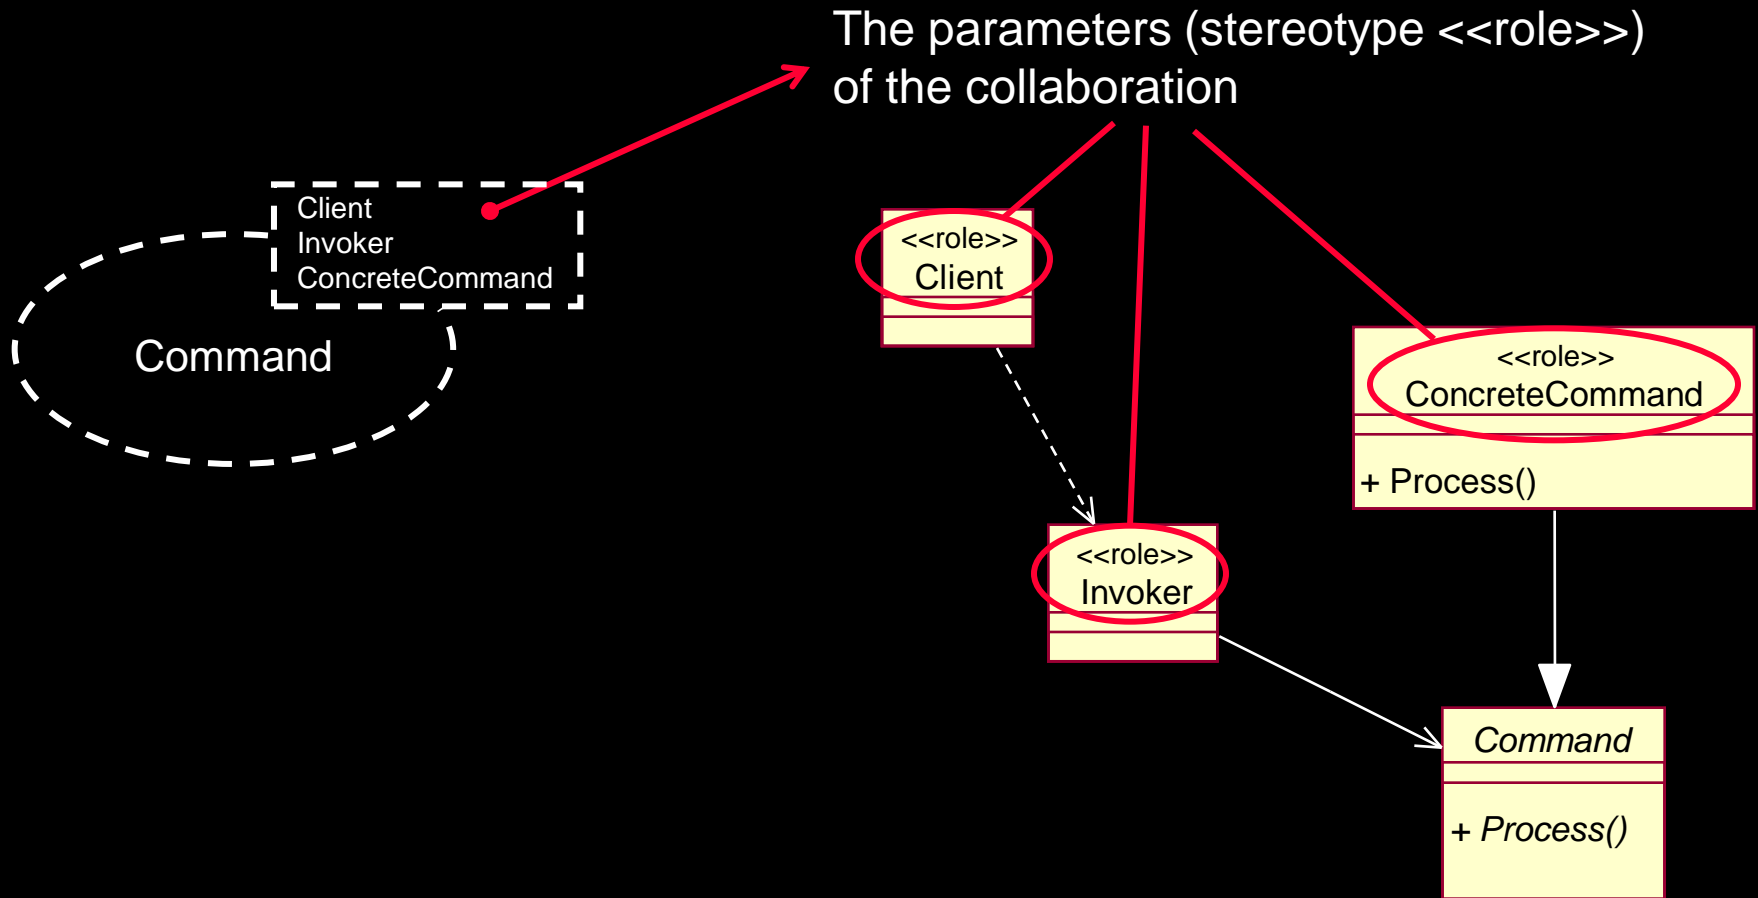 The parameters (stereotype <<role>>)
of the collaboration
Client
Invoker
ConcreteCommand
Command
<<role>>
Client
<<role>>
ConcreteCommand
+ Process()
<<role>>
Invoker
Command
+ Process()